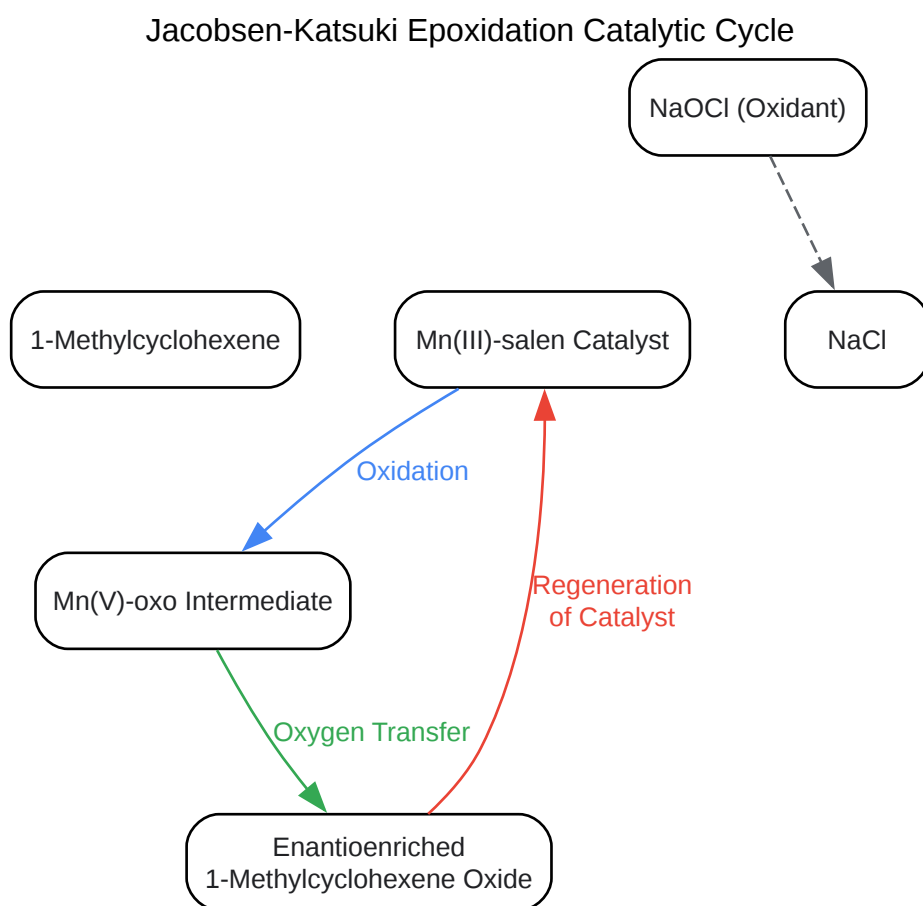 Jacobsen-Katsuki Epoxidation Catalytic Cycle
NaOCl (Oxidant)
1-Methylcyclohexene
Mn(III)-salen Catalyst
NaCl
Oxidation
Mn(V)-oxo Intermediate
Regeneration
of Catalyst
Oxygen Transfer
Enantioenriched
1-Methylcyclohexene Oxide